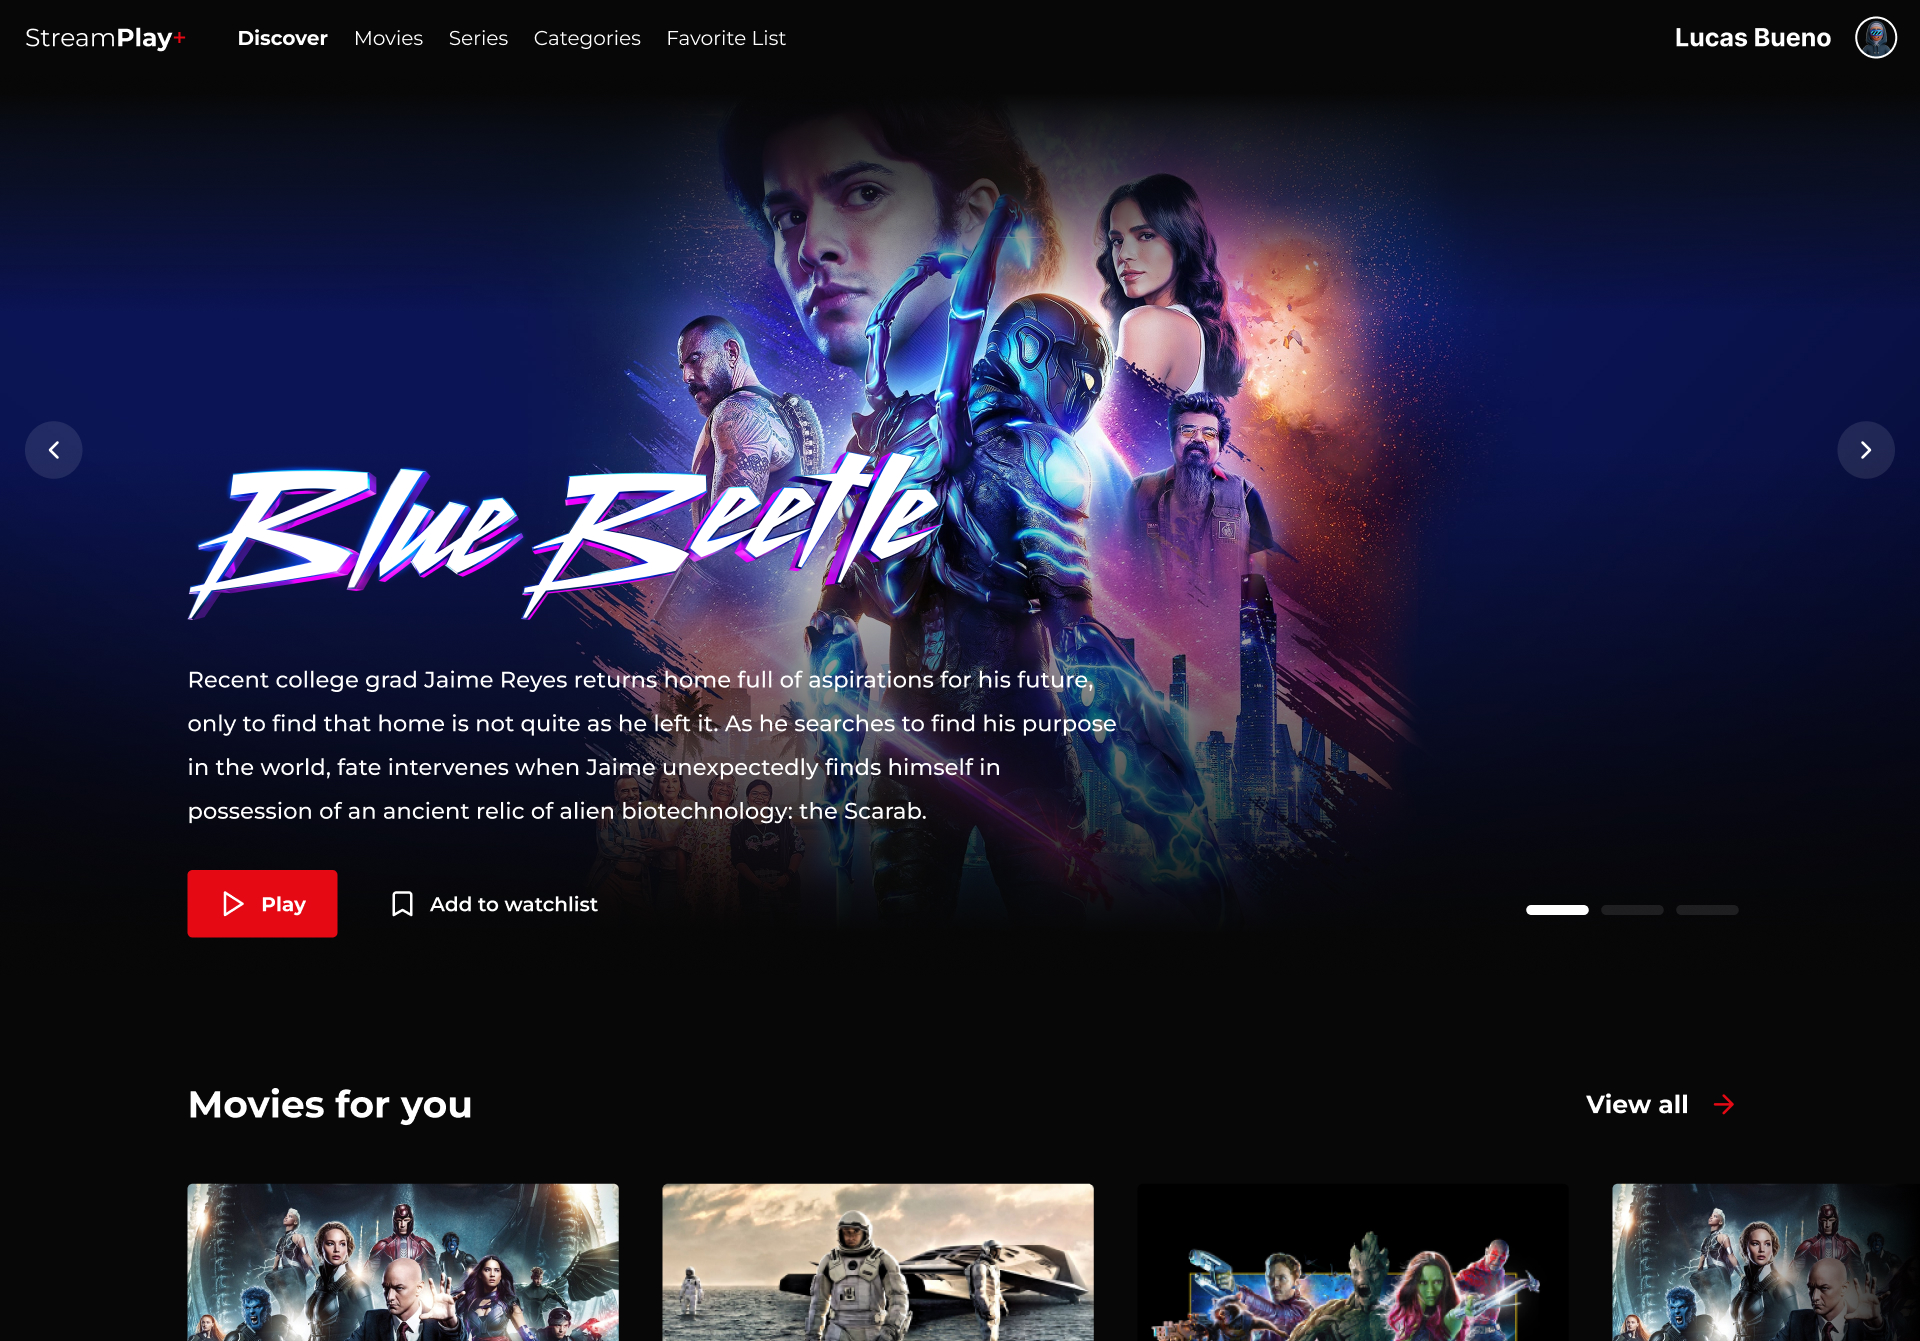 StreamPlay+
Discover
Movies
Series
Categories
Favorite List
Lucas Bueno
Blue Beetle
Recent college grad Jaime Reyes returns home full of aspirations for his future,
only to find that home is not quite as he left it. As he searches to find his purpose
in the world, fate intervenes when Jaime unexpectedly finds himself in
possession of an ancient relic of alien biotechnology: the Scarab.
Play
Add to watchlist
Movies for you
View all